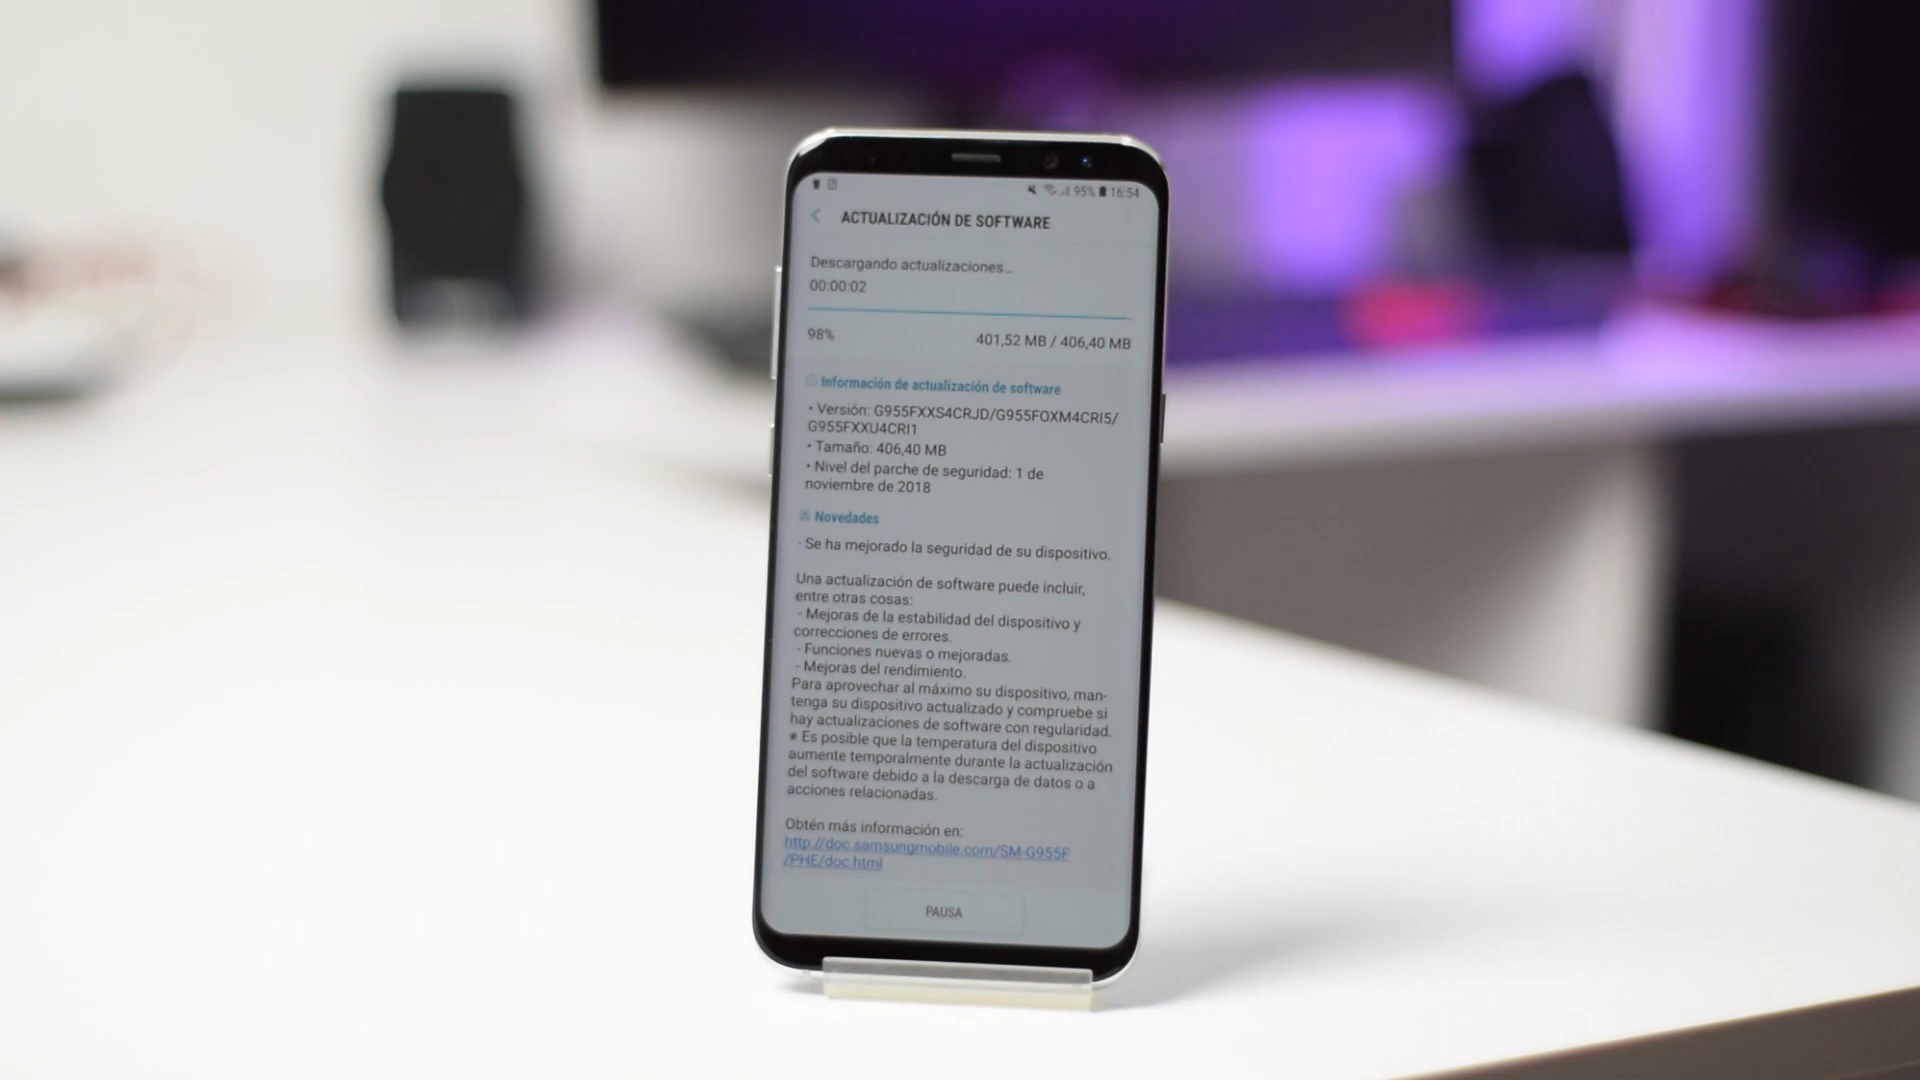 95% 16:54
ACTUALIZACIÓN DE SOFTWARE
Descargando actualizaciones...
00:00:02
98% 401,52 MB / 406,40 MB
Información de actualización de software
• Versión: G955FXXS4CRJD/G955FOXM4CRI5/
G955FXXU4CRI1
• Tamaño: 406,40 MB
• Nivel del parche de seguridad: 1 de
noviembre de 2018
Novedades
· Se ha mejorado la seguridad de su dispositivo.
Una actualización de software puede incluir,
entre otras cosas:
- Mejoras de la estabilidad del dispositivo y
correcciones de errores.
- Funciones nuevas o mejoradas.
- Mejoras del rendimiento.
Para aprovechar al máximo su dispositivo, man-
tenga su dispositivo actualizado y compruebe si
hay actualizaciones de software con regularidad.
※ Es posible que la temperatura del dispositivo
aumente temporalmente durante la actualización
del software debido a la descarga de datos o a
acciones relacionadas.
Obtén más información en:
http://doc.samsungmobile.com/SM-G955F
/PHE/doc.html
PAUSA